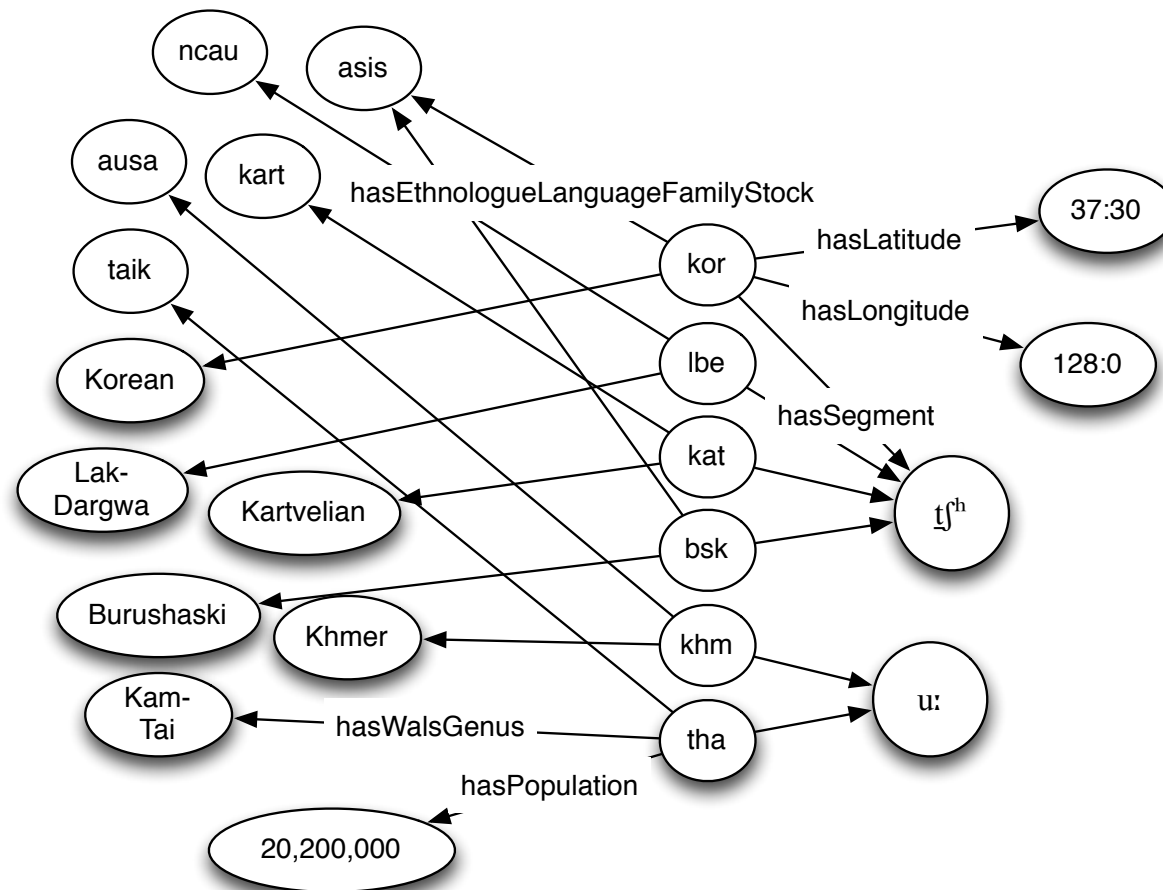 ncau
asis
ausa
kart
hasEthnologueLanguageFamilyStock
37:30
hasLatitude
taik
kor
hasLongitude
Korean
lbe
128:0
hasSegment
Lak-
Dargwa
kat
Kartvelian
t̲ʃʰ
bsk
Burushaski
Khmer
khm
Kam-
Tai
uː
hasWalsGenus
tha
hasPopulation
20,200,000